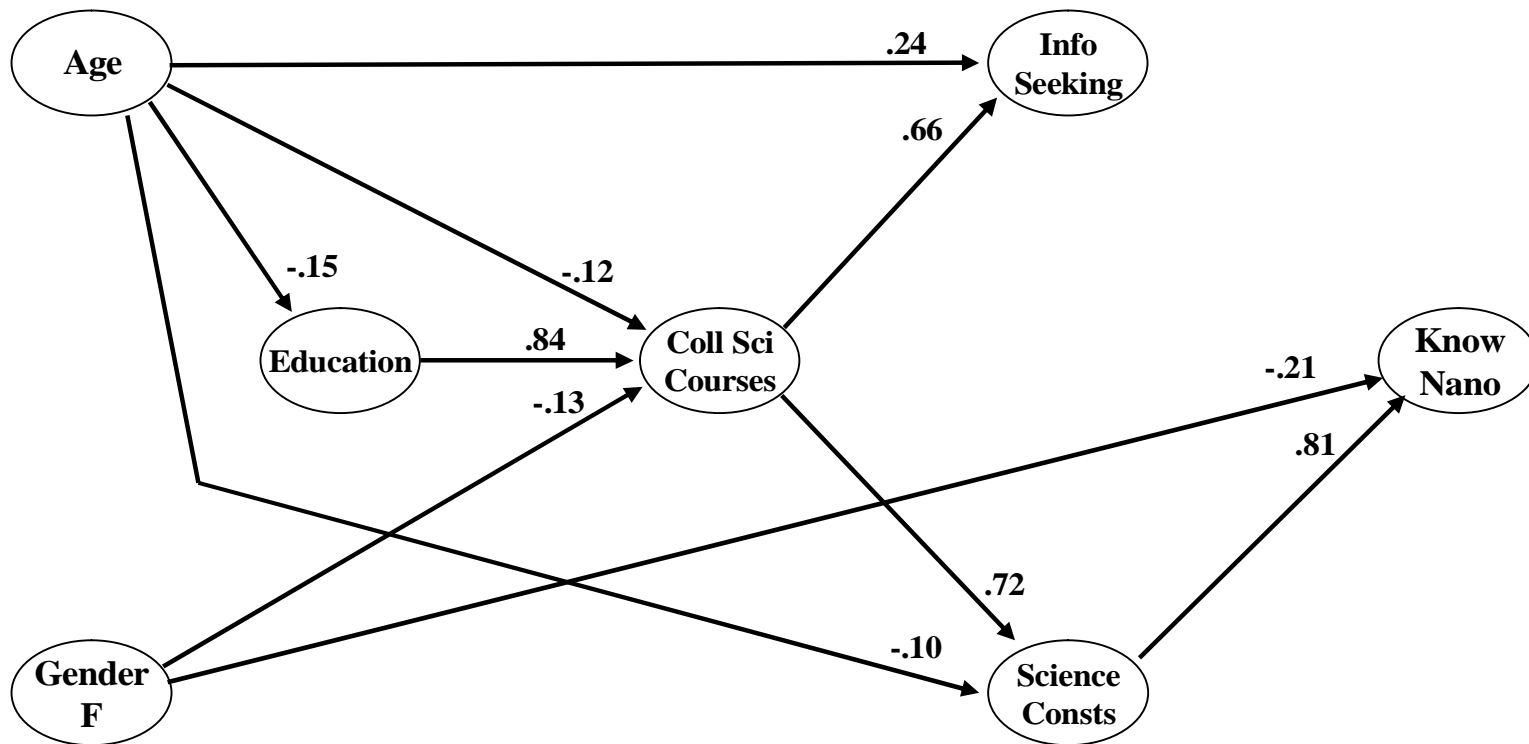 Age
.24
Info
Seeking
.66
-.15
-.12
Education
.84
Coll Sci
Courses
Know
Nano
-.21
-.13
.81
.72
-.10
Gender
F
Science
Consts